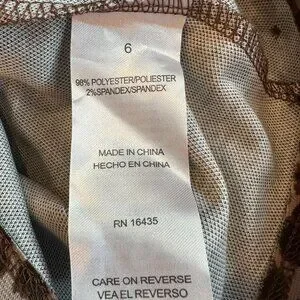 6
98% POLYESTER/POLIESTER
2%SPANDEX/SPANDEX
MADE IN CHINA
HECHO EN CHINA
RN 16435
CARE ON REVERSE
VEA EL REVERSO